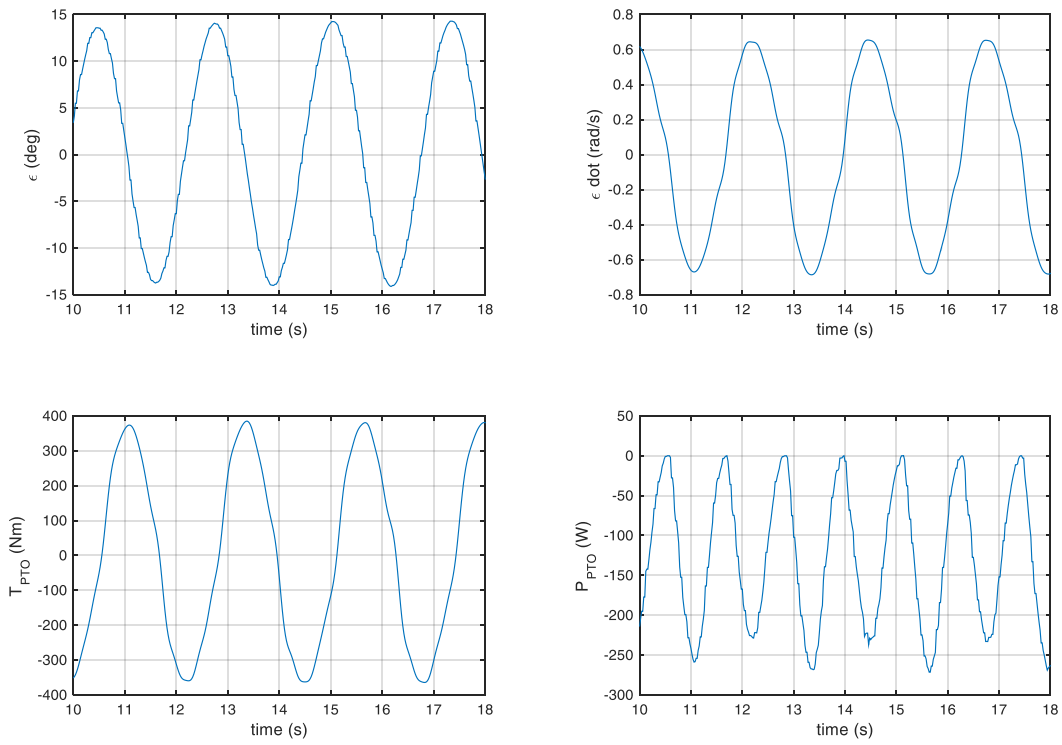 15
10
5
0
-5
-10
-15
ϵ (deg)
10 11 12 13 14 15 16 17 18
time (s)
0.8
0.6
0.4
0.2
0
-0.2
-0.4
-0.6
-0.8
ϵ dot (rad/s)
10 11 12 13 14 15 16 17 18
time (s)
400
300
200
100
0
-100
-200
-300
-400
T_PTO (Nm)
10 11 12 13 14 15 16 17 18
time (s)
50
0
-50
-100
-150
-200
-250
-300
P_PTO (W)
10 11 12 13 14 15 16 17 18
time (s)